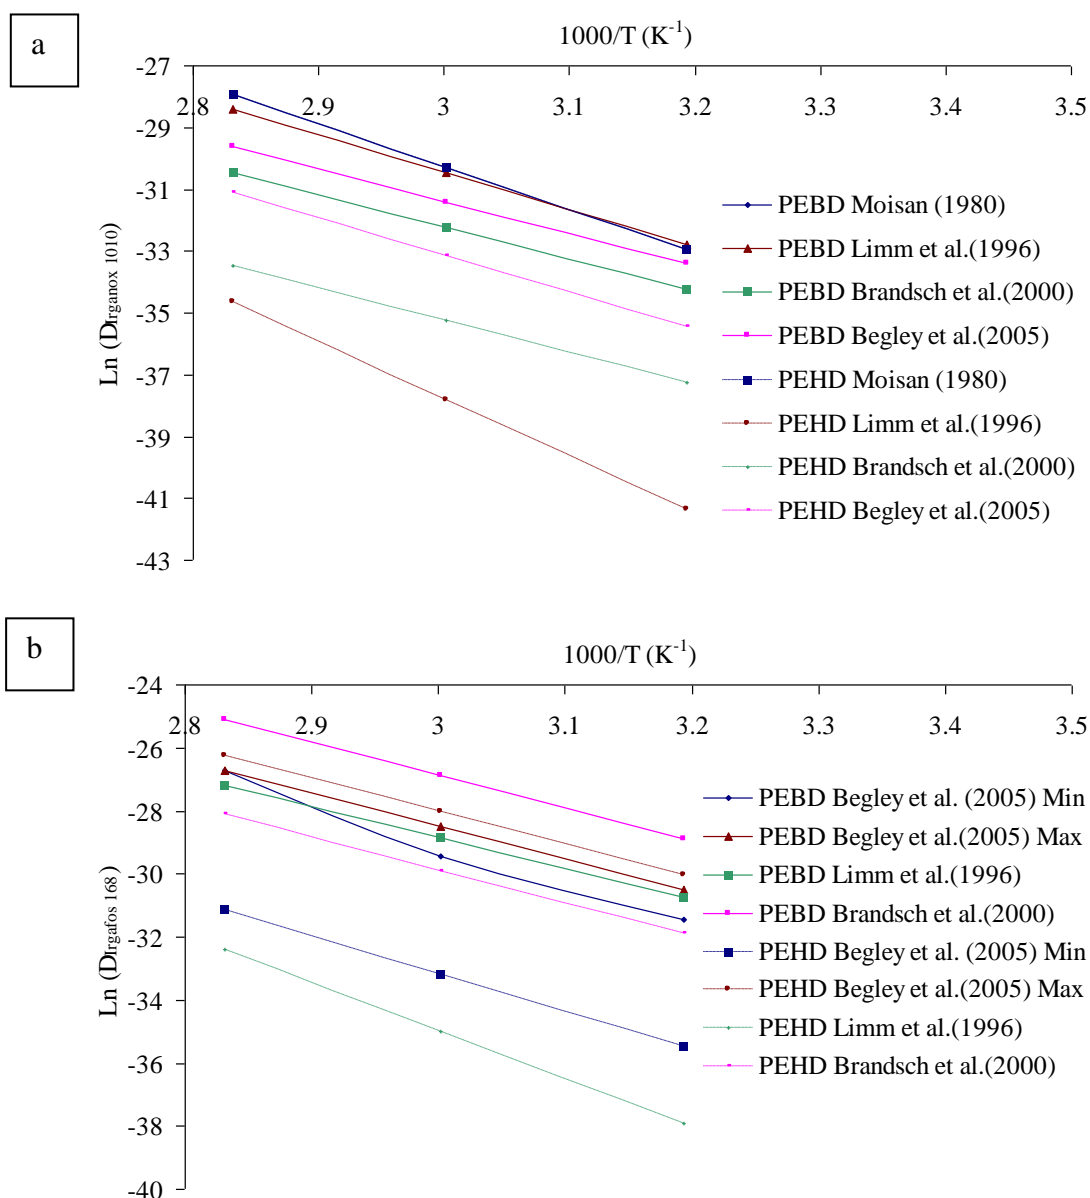 a
1000/T (K-1)
-27
2.8 2.9 3 3.1 3.2 3.3 3.4 3.5
-29
-31
-33
-35
-37
-39
-41
-43
Ln (DIrganox 1010)
PEBD Moisan (1980)
PEBD Limm et al.(1996)
PEBD Brandsch et al.(2000)
PEBD Begley et al.(2005)
PEHD Moisan (1980)
PEHD Limm et al.(1996)
PEHD Brandsch et al.(2000)
PEHD Begley et al.(2005)
b
1000/T (K-1)
-24
2.8 2.9 3 3.1 3.2 3.3 3.4 3.5
-26
-28
-30
-32
-34
-36
-38
-40
Ln (DIrgafos 168)
PEBD Begley et al. (2005) Min
PEBD Begley et al.(2005) Max
PEBD Limm et al.(1996)
PEBD Brandsch et al.(2000)
PEHD Begley et al. (2005) Min
PEHD Begley et al.(2005) Max
PEHD Limm et al.(1996)
PEHD Brandsch et al.(2000)